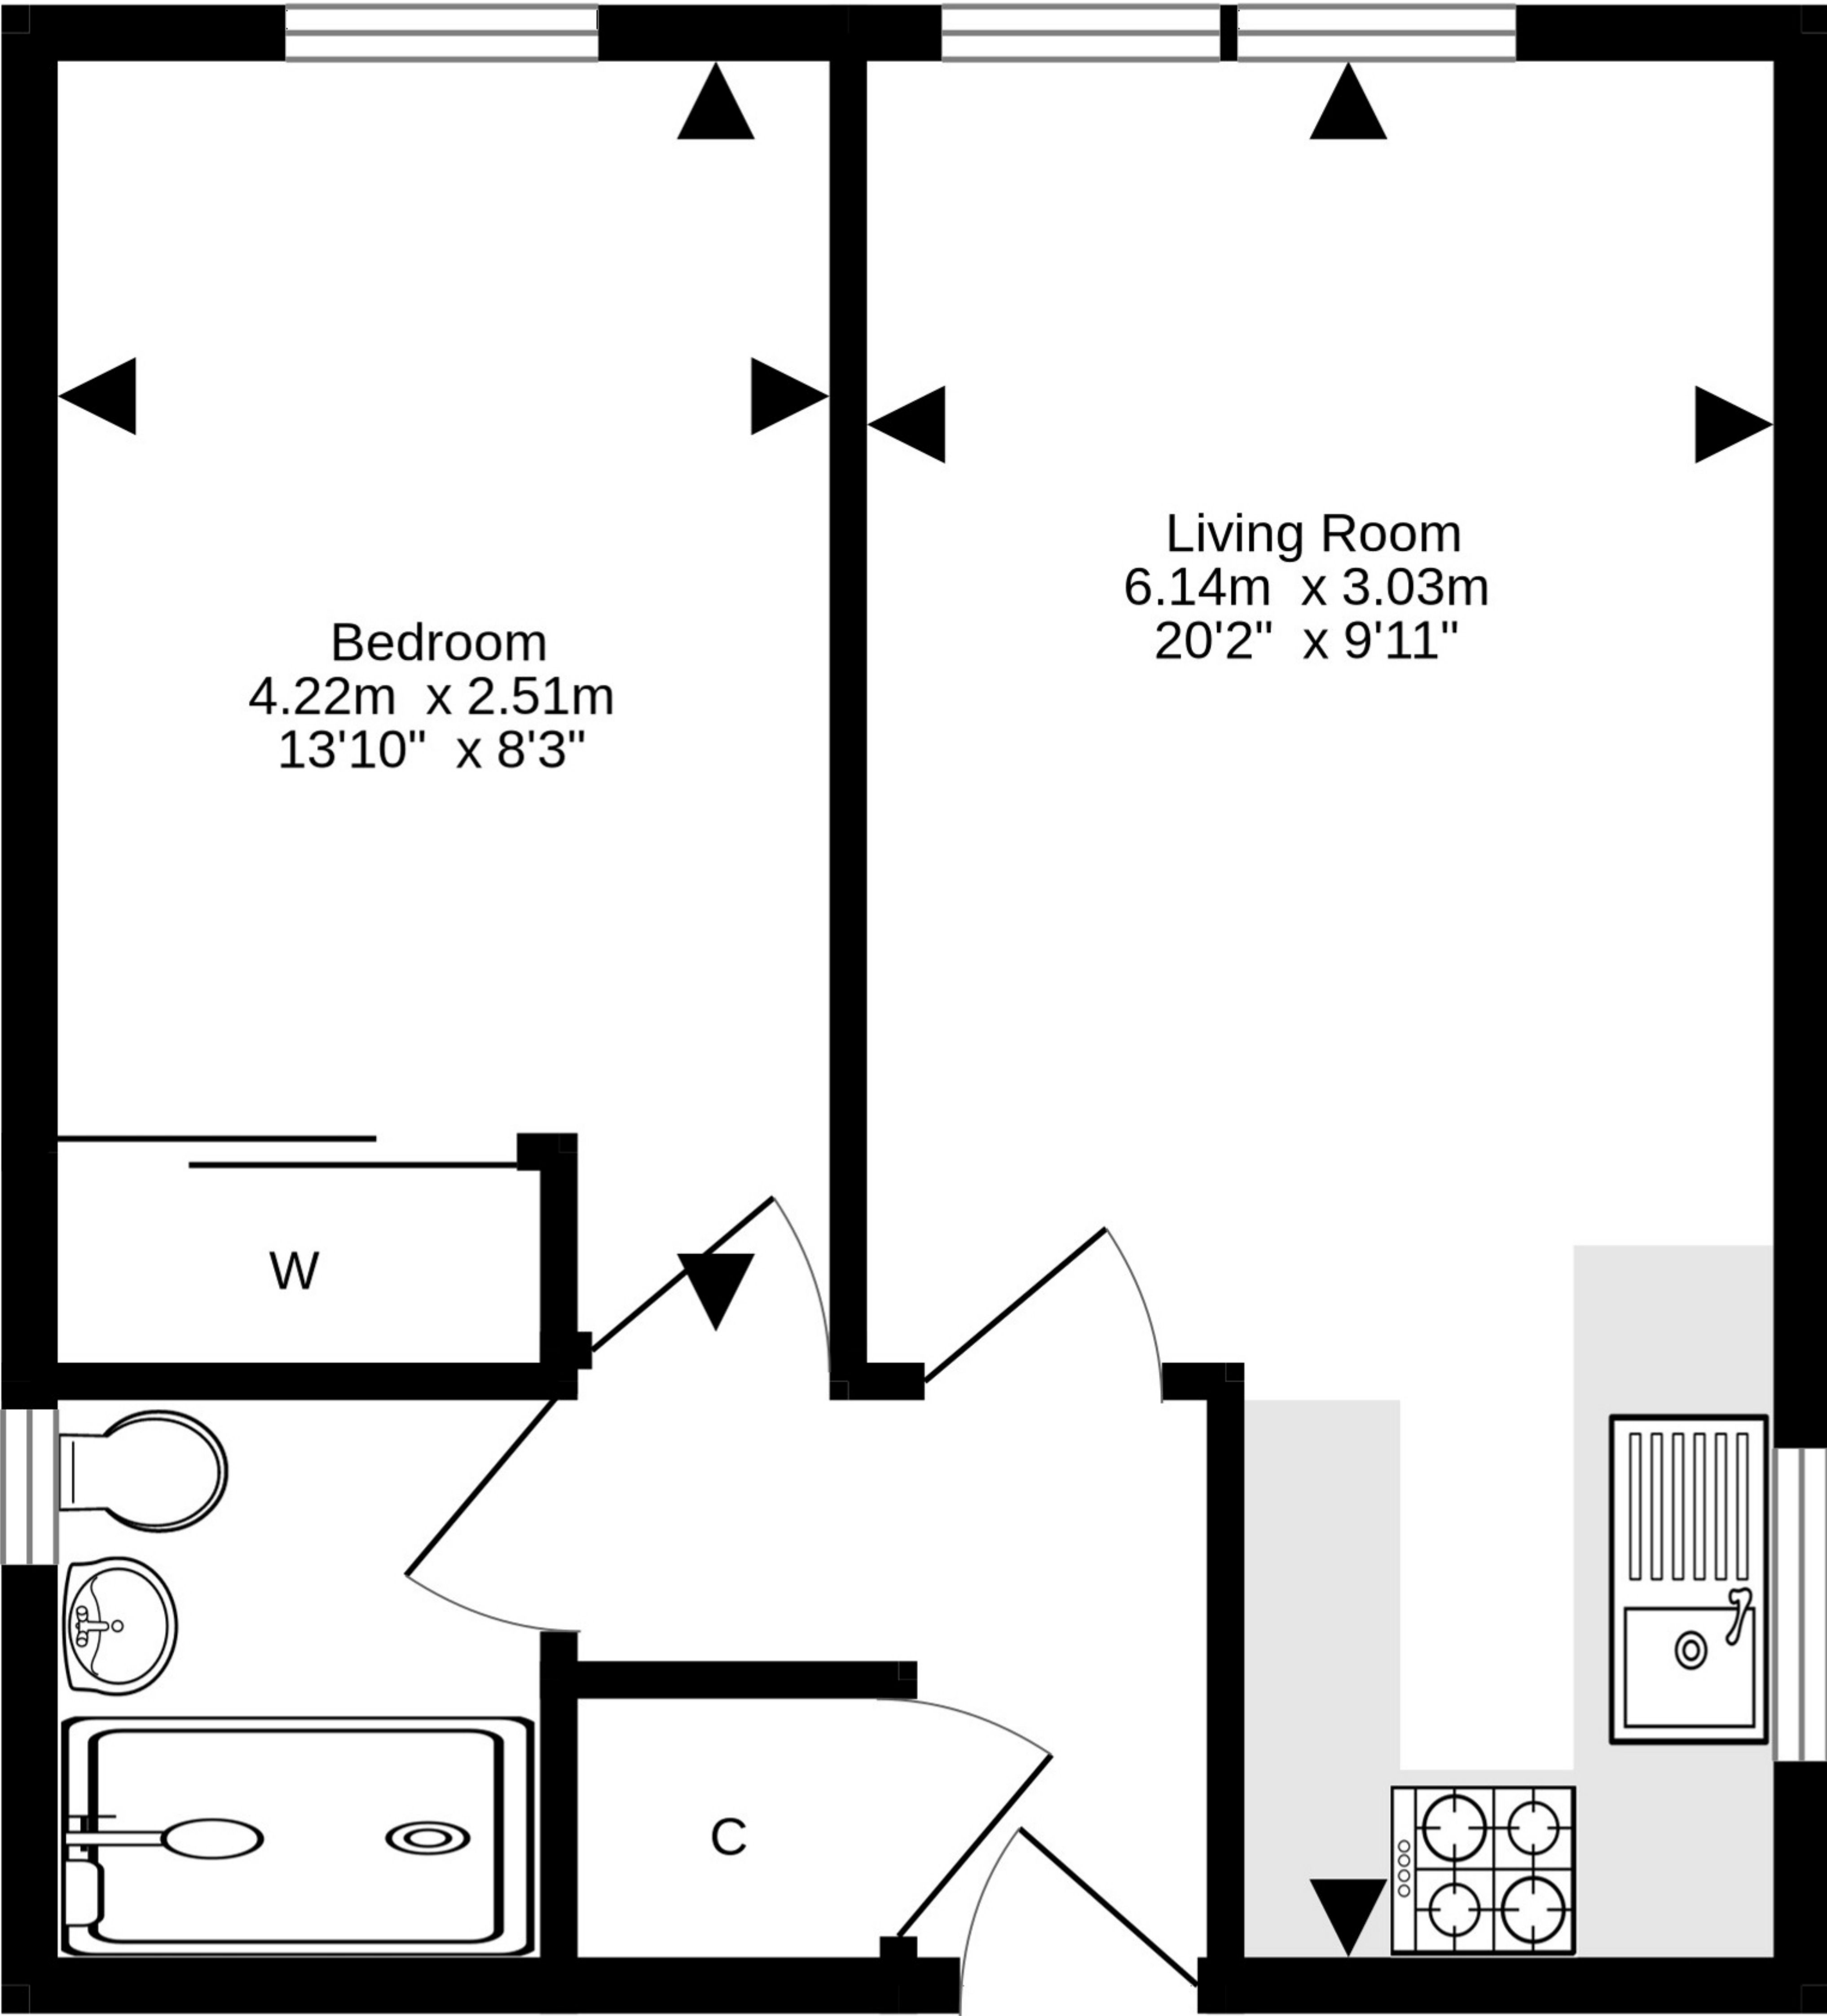 Living Room
6.14m x 3.03m
20'2" x 9'11"
Bedroom
4.22m x 2.51m
13'10" x 8'3"
W
C